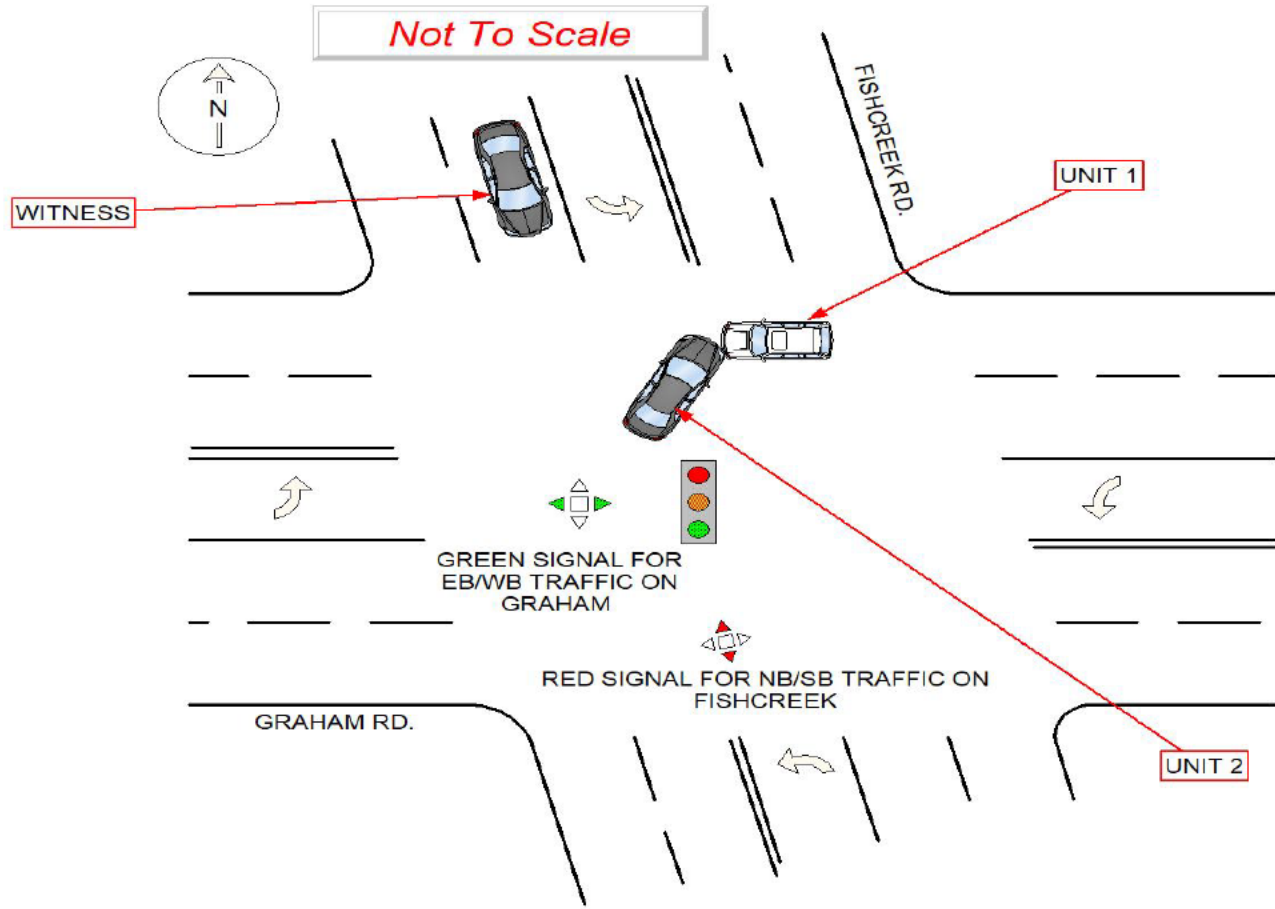 Not To Scale
N
FISHCREEK RD.
UNIT 1
WITNESS
GREEN SIGNAL FOR
EB/WB TRAFFIC ON
GRAHAM
RED SIGNAL FOR NB/SB TRAFFIC ON
FISHCREEK
GRAHAM RD.
UNIT 2